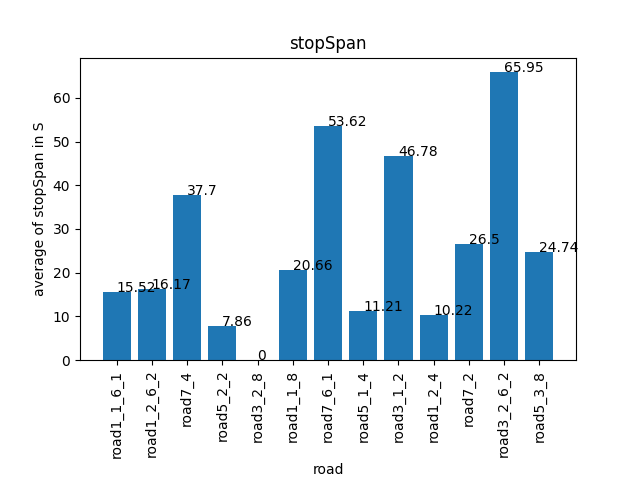 stopSpan
average of stopSpan in S
60
50
40
30
20
10
0
15.52
16.17
37.7
7.86
0
20.66
53.62
11.21
46.78
10.22
26.5
65.95
24.74
road1_1_6_1
road1_2_6_2
road7_4
road5_2_2
road3_2_8
road1_1_8
road7_6_1
road5_1_4
road3_1_2
road1_2_4
road7_2
road3_2_6_2
road5_3_8
road